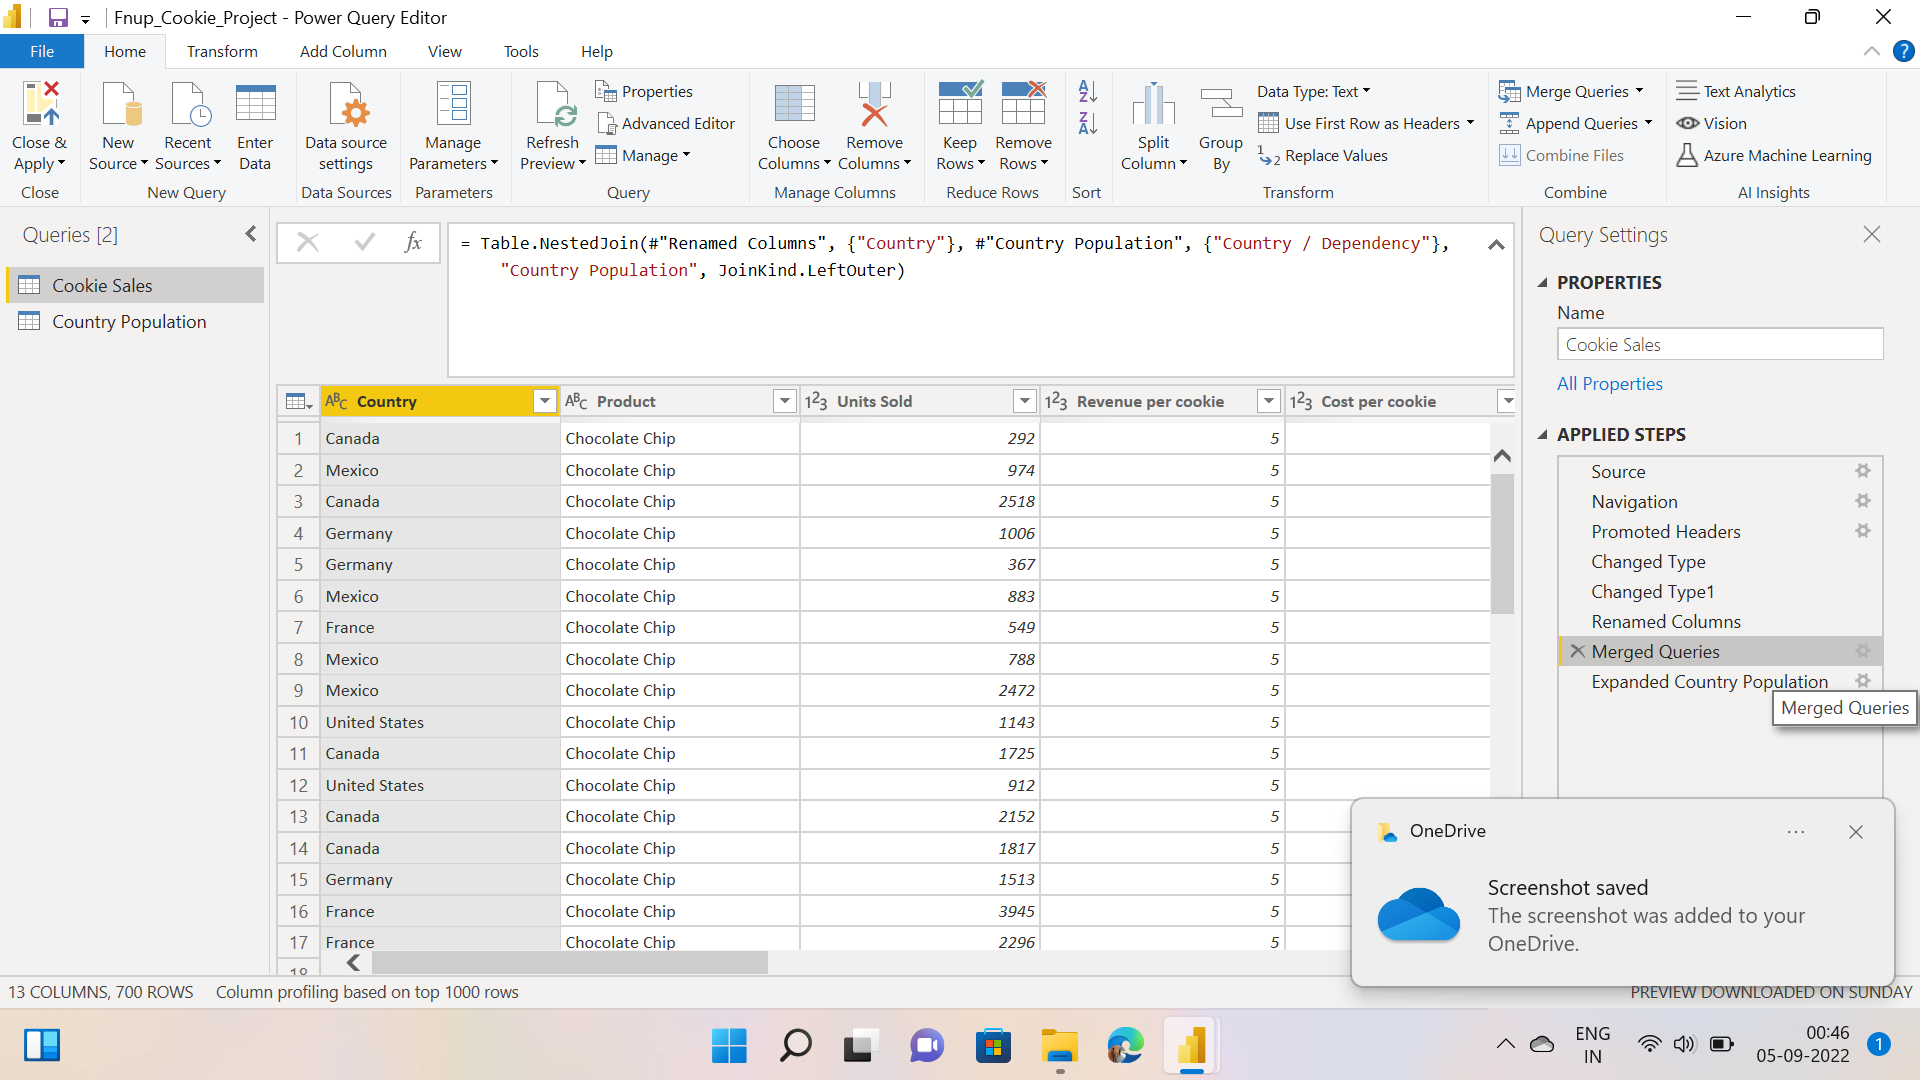 Fnup_Cookie_Project - Power Query Editor
File Home Transform Add Column View Tools Help
Close & Apply
New Source
Recent Sources
Enter Data
Data source settings
Manage Parameters
Refresh Preview
Properties
Advanced Editor
Manage
Choose Columns
Remove Columns
Keep Rows
Remove Rows
Split Column
Group By
Data Type: Text
Use First Row as Headers
Replace Values
Merge Queries
Append Queries
Combine Files
Text Analytics
Vision
Azure Machine Learning
Close New Query Data Sources Parameters Query Manage Columns Reduce Rows Sort Transform Combine AI Insights
Queries [2]
Cookie Sales
Country Population
fx
= Table.NestedJoin(#"Renamed Columns", {"Country"}, #"Country Population", {"Country / Dependency"},
"Country Population", JoinKind.LeftOuter)
ABC Country ABC Product 123 Units Sold 123 Revenue per cookie 123 Cost per cookie
1 Canada Chocolate Chip 292 5
2 Mexico Chocolate Chip 974 5
3 Canada Chocolate Chip 2518 5
4 Germany Chocolate Chip 1006 5
5 Germany Chocolate Chip 367 5
6 Mexico Chocolate Chip 883 5
7 France Chocolate Chip 549 5
8 Mexico Chocolate Chip 788 5
9 Mexico Chocolate Chip 2472 5
10 United States Chocolate Chip 1143 5
11 Canada Chocolate Chip 1725 5
12 United States Chocolate Chip 912 5
13 Canada Chocolate Chip 2152 5
14 Canada Chocolate Chip 1817 5
15 Germany Chocolate Chip 1513 5
16 France Chocolate Chip 3945 5
17 France Chocolate Chip 2296 5
18
Query Settings
PROPERTIES
Name
Cookie Sales
All Properties
APPLIED STEPS
Source
Navigation
Promoted Headers
Changed Type
Changed Type1
Renamed Columns
Merged Queries
Expanded Country Population
Merged Queries
OneDrive
Screenshot saved
The screenshot was added to your
OneDrive.
13 COLUMNS, 700 ROWS Column profiling based on top 1000 rows
PREVIEW DOWNLOADED ON SUNDAY
ENG
IN
00:46
05-09-2022
1